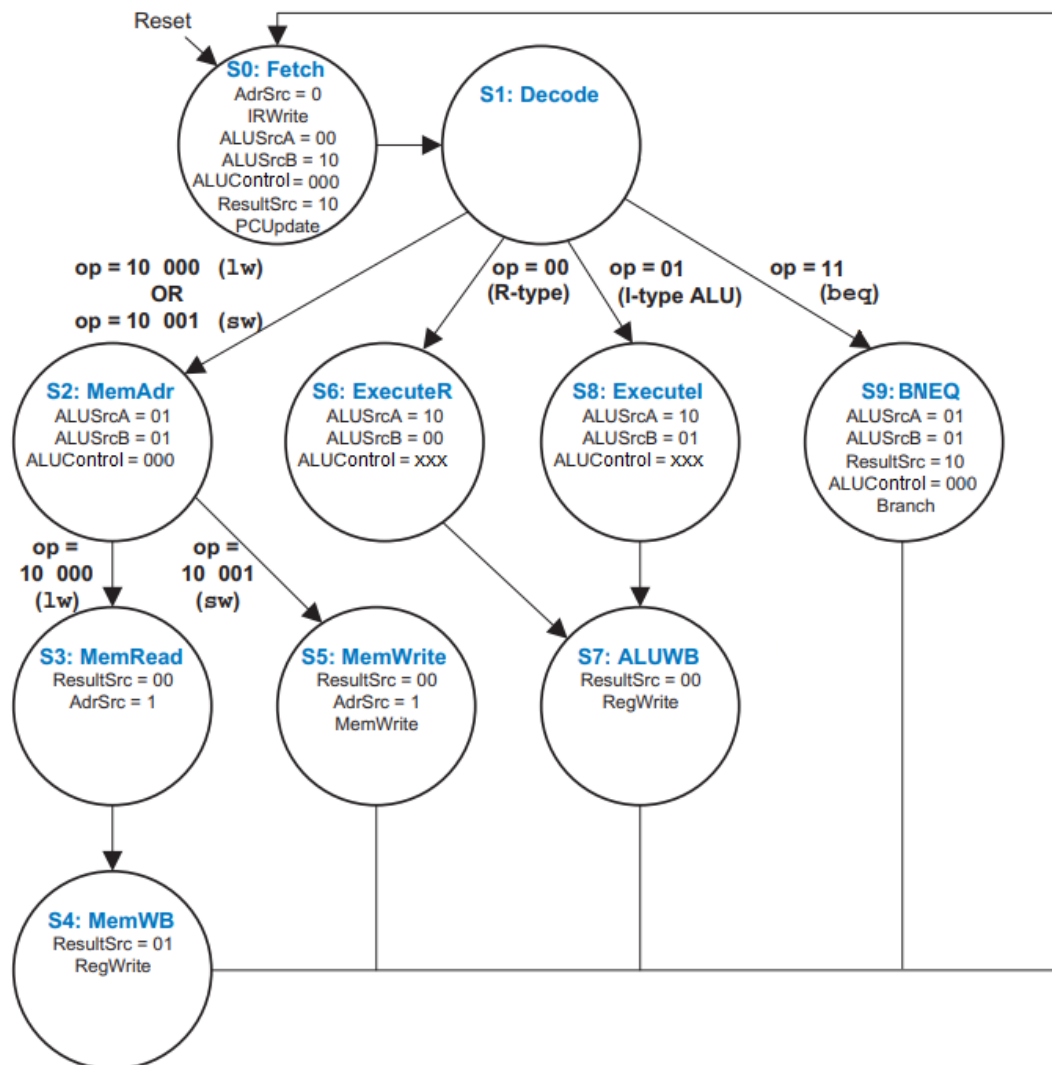 Reset
S0: Fetch
AdrSrc = 0
IRWrite
ALUSrcA = 00
ALUSrcB = 10
ALUControl = 000
ResultSrc = 10
PCUpdate
S1: Decode
op = 10 000 (lw)
OR
op = 10 001 (sw)
op = 00
(R-type)
op = 01
(I-type ALU)
op = 11
(beq)
S2: MemAdr
ALUSrcA = 01
ALUSrcB = 01
ALUControl = 000
S6: ExecuteR
ALUSrcA = 10
ALUSrcB = 00
ALUControl = xxx
S8: ExecuteI
ALUSrcA = 10
ALUSrcB = 01
ALUControl = xxx
S9: BNEQ
ALUSrcA = 01
ALUSrcB = 01
ResultSrc = 10
ALUControl = 000
Branch
op =
10 000
(lw)
op =
10 001
(sw)
S3: MemRead
ResultSrc = 00
AdrSrc = 1
S5: MemWrite
ResultSrc = 00
AdrSrc = 1
MemWrite
S7: ALUWB
ResultSrc = 00
RegWrite
S4: MemWB
ResultSrc = 01
RegWrite